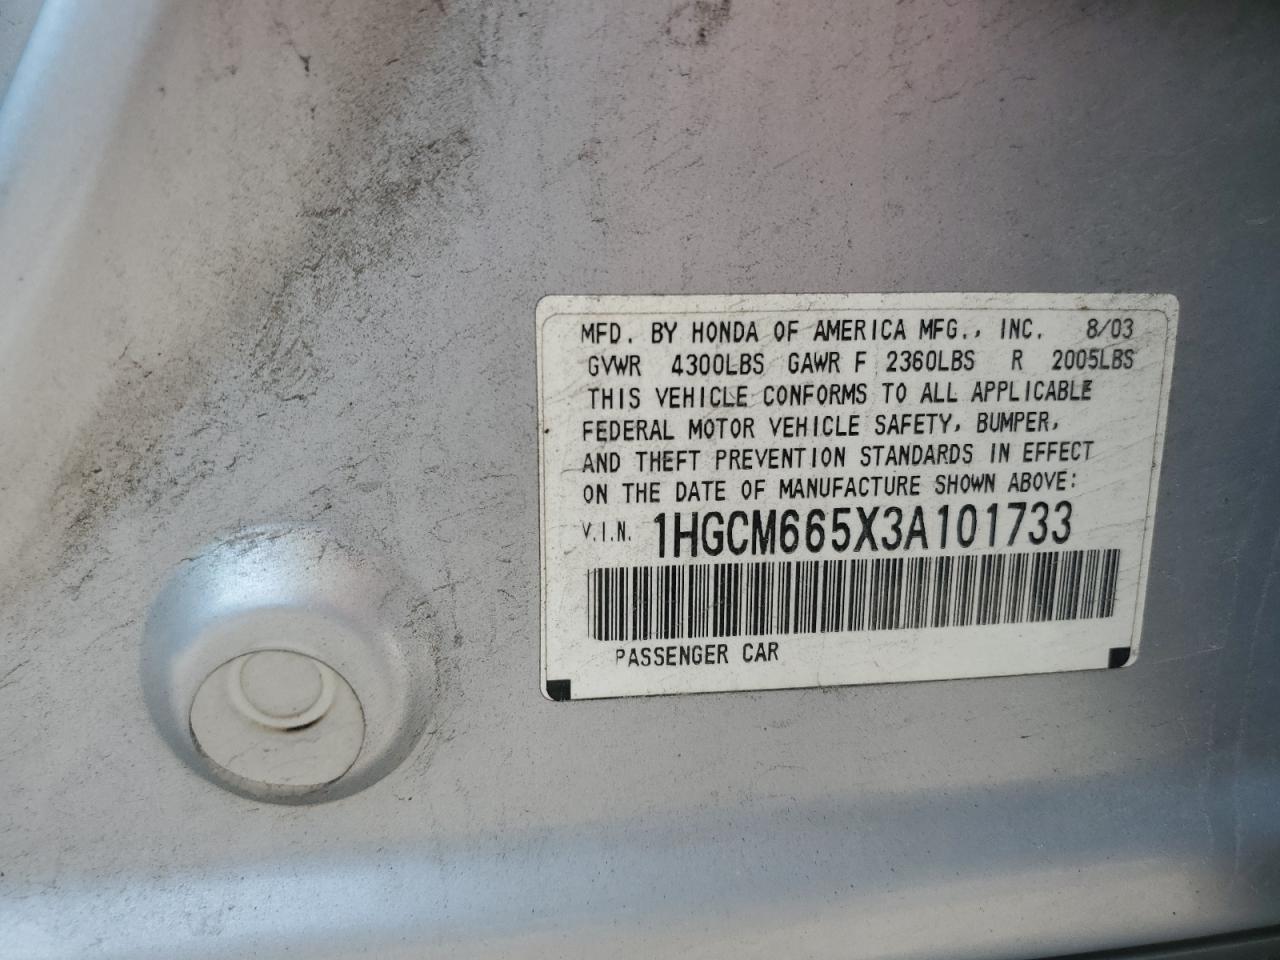 MFD. BY HONDA OF AMERICA MFG., INC. 8/03
GVWR 4300LBS GAWR F 2360LBS R 2005LBS
THIS VEHICLE CONFORMS TO ALL APPLICABLE
FEDERAL MOTOR VEHICLE SAFETY, BUMPER,
AND THEFT PREVENTION STANDARDS IN EFFECT
ON THE DATE OF MANUFACTURE SHOWN ABOVE:
V.I.N. 1HGCM665X3A101733
PASSENGER CAR